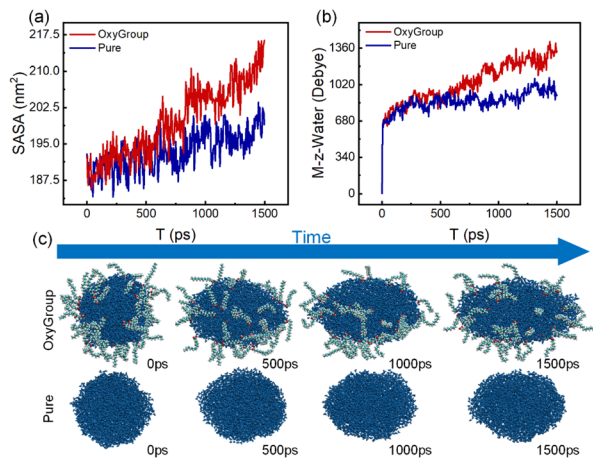 (a)
OxyGroup
Pure
217.5
210.0
202.5
195.0
187.5
SASA (nm²)
0 500 1000 1500
T (ps)
(b)
OxyGroup
Pure
1360
1020
680
340
0
M-z-Water (Debye)
0 500 1000 1500
T (ps)
(c)
Time
OxyGroup
0ps 500ps 1000ps 1500ps
Pure
0ps 500ps 1000ps 1500ps